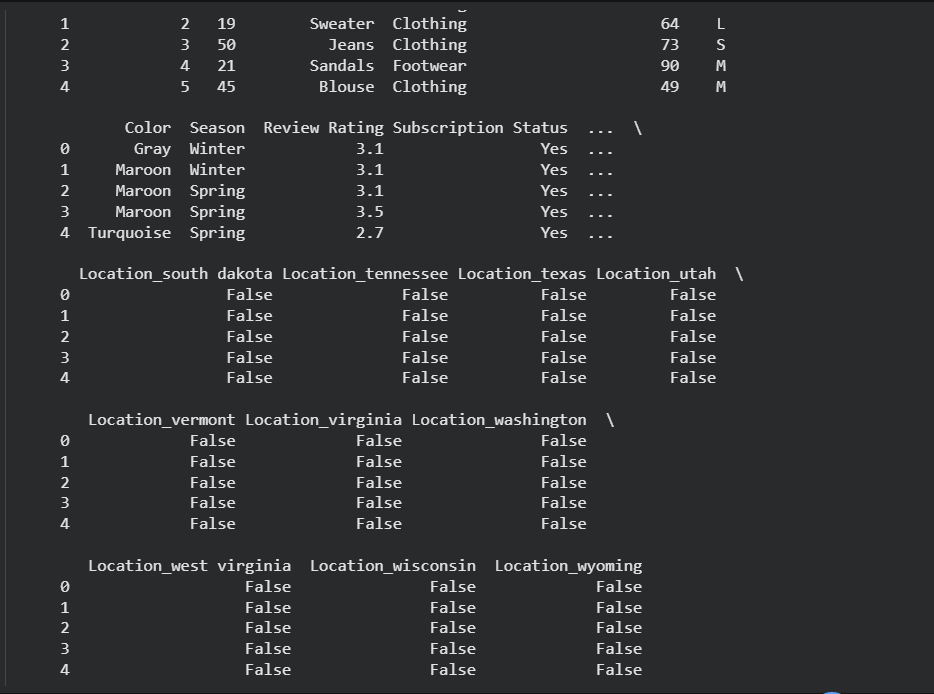 1 2 19 Sweater Clothing 64 L
2 3 50 Jeans Clothing 73 S
3 4 21 Sandals Footwear 90 M
4 5 45 Blouse Clothing 49 M
Color Season Review Rating Subscription Status ... \
0 Gray Winter 3.1 Yes ...
1 Maroon Winter 3.1 Yes ...
2 Maroon Spring 3.1 Yes ...
3 Maroon Spring 3.5 Yes ...
4 Turquoise Spring 2.7 Yes ...
Location_south dakota Location_tennessee Location_texas Location_utah \
0 False False False False
1 False False False False
2 False False False False
3 False False False False
4 False False False False
Location_vermont Location_virginia Location_washington \
0 False False False
1 False False False
2 False False False
3 False False False
4 False False False
Location_west virginia Location_wisconsin Location_wyoming
0 False False False
1 False False False
2 False False False
3 False False False
4 False False False